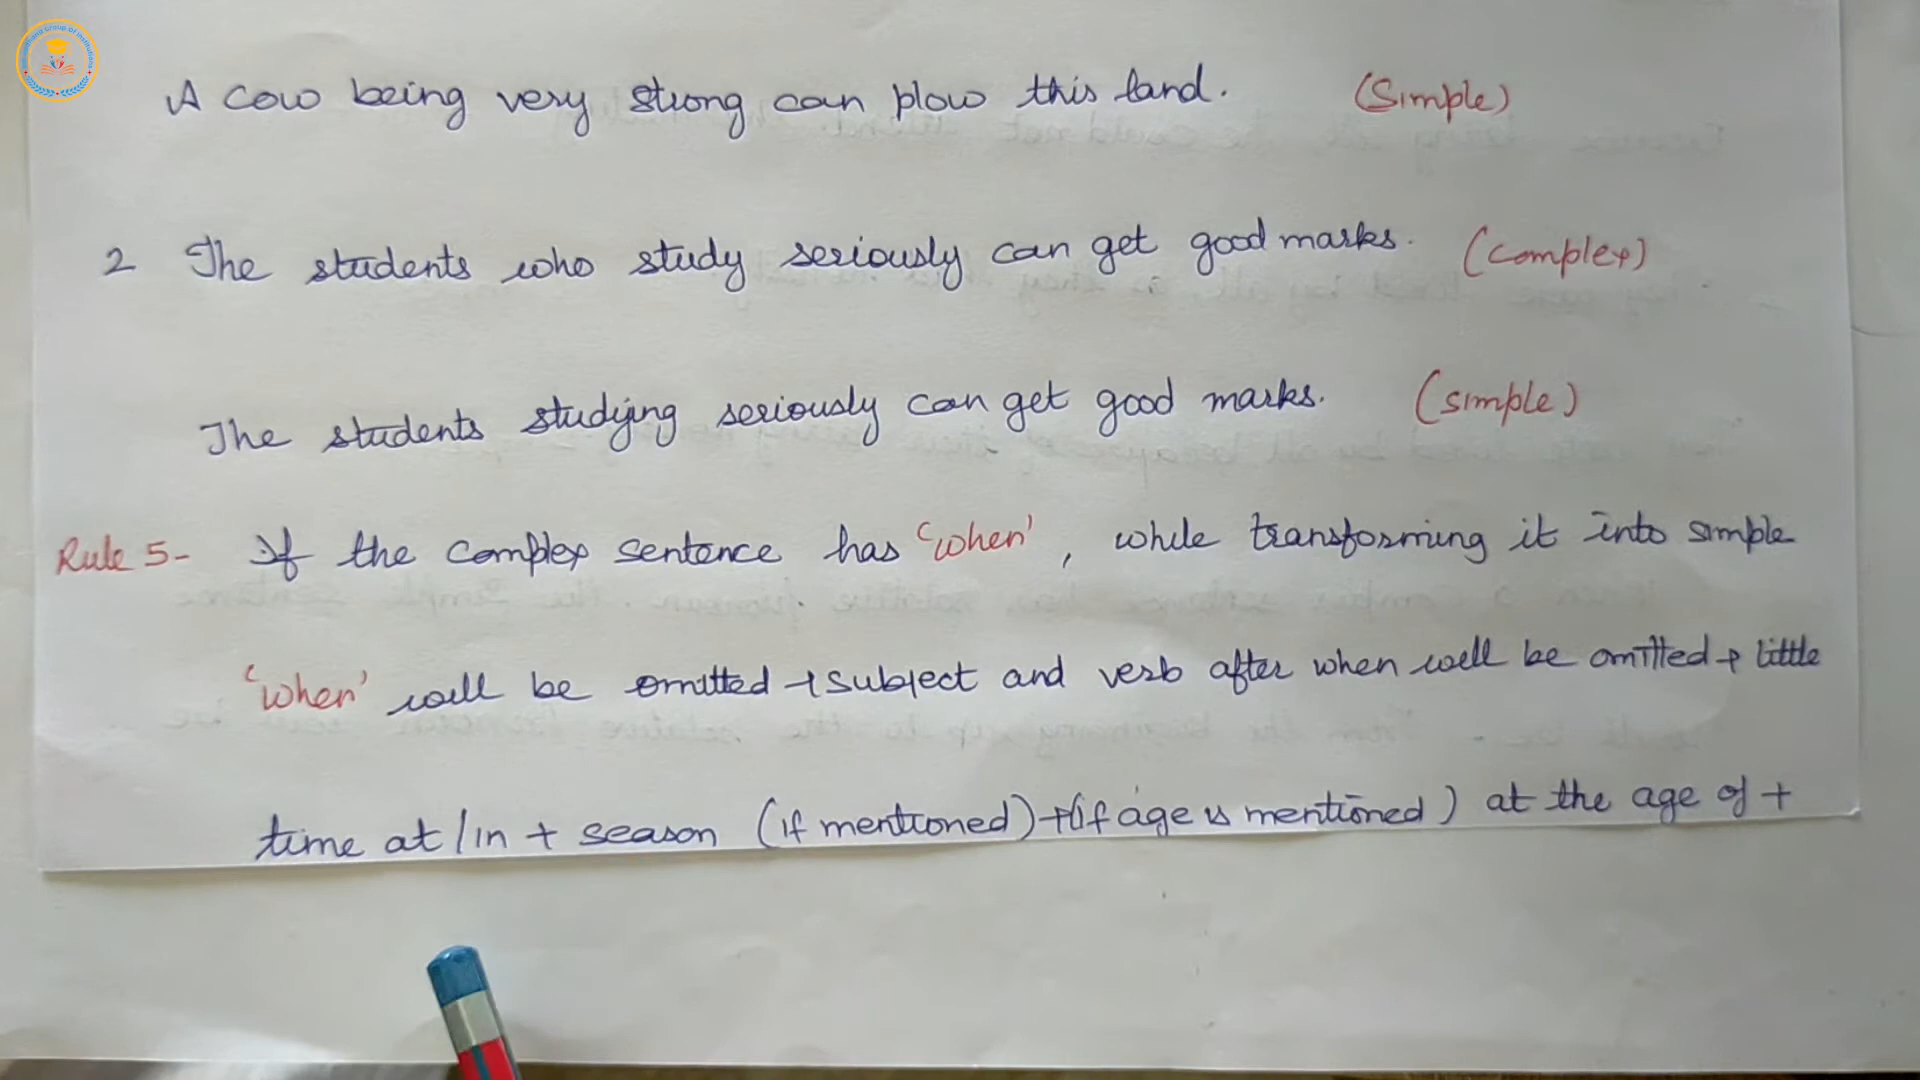 A cow being very strong can plow this land. (Simple)
2 The students who study seriously can get good marks. (complex)
The students studying seriously can get good marks. (simple)
Rule 5- If the complex sentence has 'when', while transforming it into simple
'when' will be omitted + subject and verb after when will be omitted + little
time at/in + season (if mentioned) + (if age is mentioned) at the age of +